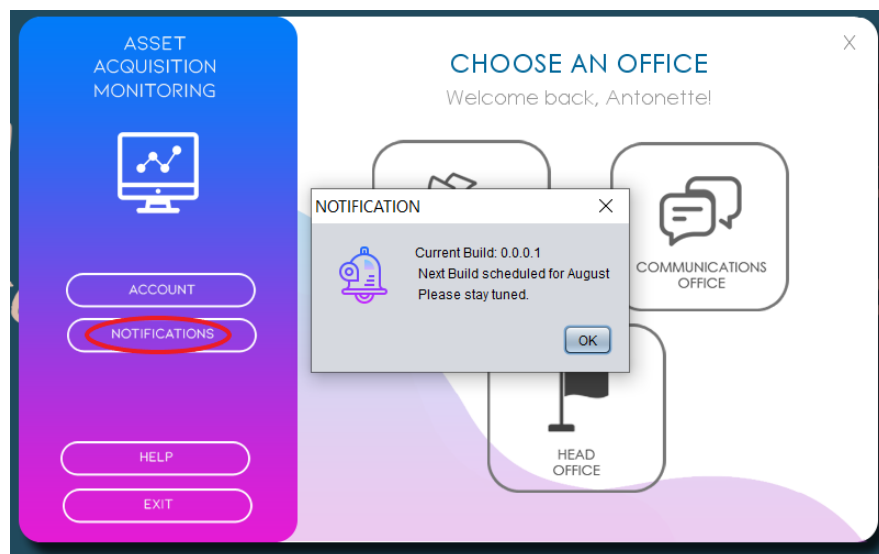 ASSET
ACQUISITION
MONITORING
ACCOUNT
NOTIFICATIONS
HELP
EXIT
X
CHOOSE AN OFFICE
Welcome back, Antonette!
NOTIFICATION
Current Build: 0.0.0.1
Next Build scheduled for August
Please stay tuned.
OK
COMMUNICATIONS
OFFICE
HEAD
OFFICE